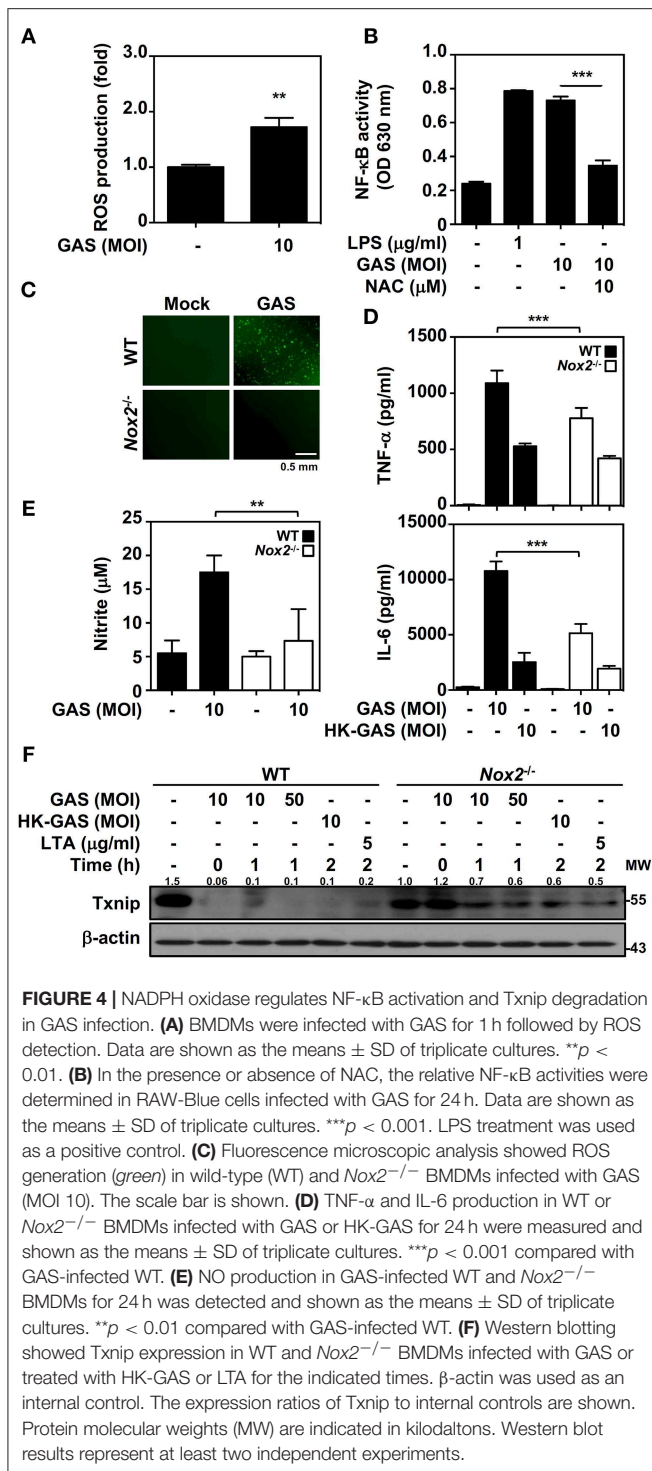 A
ROS production (fold)
3.0
2.0
1.0
0.0
**
GAS (MOI) - 10
B
NF-κB activity
(OD 630 nm)
1.0
0.8
0.6
0.4
0.2
0
***
LPS (μg/ml) - 1 - -
GAS (MOI) - - 10 10
NAC (μM) - - - 10
C
Mock GAS
WT
Nox2-/-
0.5 mm
D
***
WT
Nox2-/-
TNF-α (pg/ml)
1500
1000
500
0
***
IL-6 (pg/ml)
15000
10000
5000
0
GAS (MOI) - 10 - - 10 -
HK-GAS (MOI) - - 10 - - 10
E
**
WT
Nox2-/-
Nitrite (μM)
25
20
15
10
5
0
GAS (MOI) - 10 - 10
F
WT Nox2-/-
GAS (MOI) - 10 10 50 - - - 10 10 50 - -
HK-GAS (MOI) - - - - 10 - - - - - 10 -
LTA (μg/ml) - - - - - 5 - - - - - 5
Time (h) - 0 1 1 2 2 - 0 1 1 2 2 MW
1.5 0.06 0.1 0.1 0.1 0.2 1.0 1.2 0.7 0.6 0.6 0.5
Txnip -55
β-actin -43
FIGURE 4 | NADPH oxidase regulates NF-κB activation and Txnip degradation
in GAS infection. (A) BMDMs were infected with GAS for 1 h followed by ROS
detection. Data are shown as the means ± SD of triplicate cultures. **p <
0.01. (B) In the presence or absence of NAC, the relative NF-κB activities were
determined in RAW-Blue cells infected with GAS for 24 h. Data are shown as
the means ± SD of triplicate cultures. ***p < 0.001. LPS treatment was used
as a positive control. (C) Fluorescence microscopic analysis showed ROS
generation (green) in wild-type (WT) and Nox2−/− BMDMs infected with GAS
(MOI 10). The scale bar is shown. (D) TNF-α and IL-6 production in WT or
Nox2−/− BMDMs infected with GAS or HK-GAS for 24 h were measured and
shown as the means ± SD of triplicate cultures. ***p < 0.001 compared with
GAS-infected WT. (E) NO production in GAS-infected WT and Nox2−/−
BMDMs for 24 h was detected and shown as the means ± SD of triplicate
cultures. **p < 0.01 compared with GAS-infected WT. (F) Western blotting
showed Txnip expression in WT and Nox2−/− BMDMs infected with GAS or
treated with HK-GAS or LTA for the indicated times. β-actin was used as an
internal control. The expression ratios of Txnip to internal controls are shown.
Protein molecular weights (MW) are indicated in kilodaltons. Western blot
results represent at least two independent experiments.